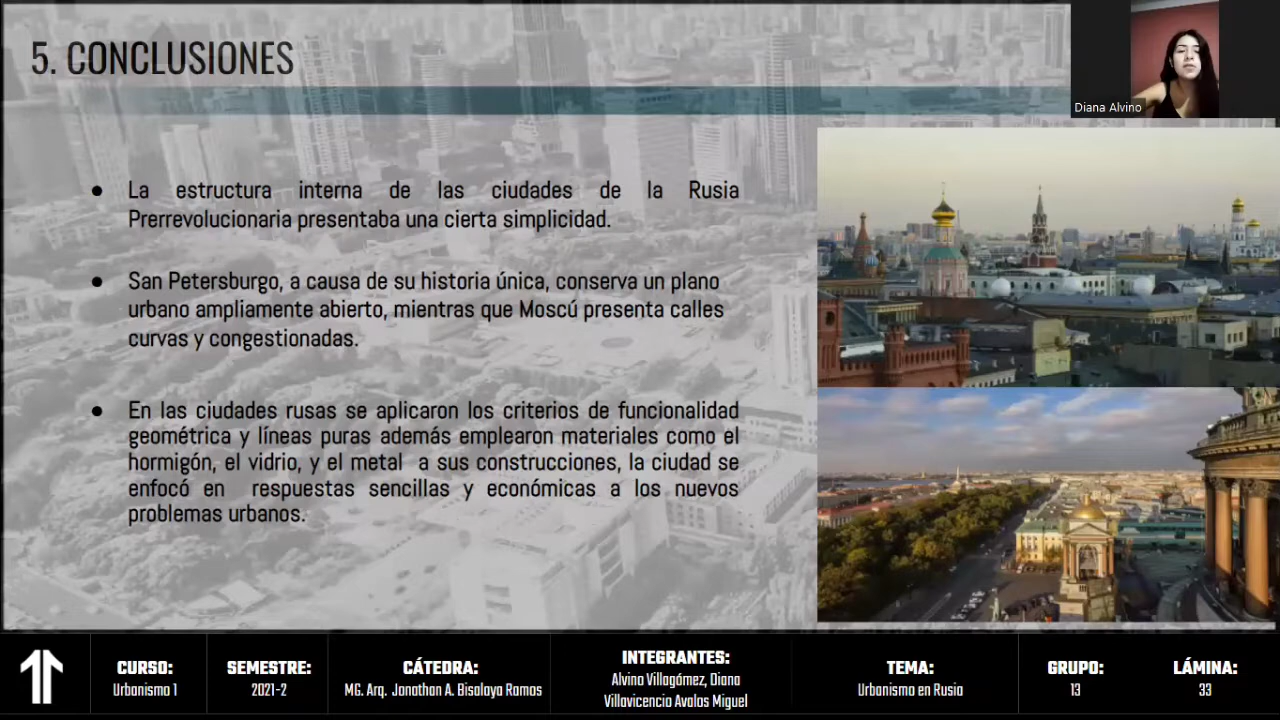 5. CONCLUSIONES
Diana Alvino
● La estructura interna de las ciudades de la Rusia
Prerrevolucionaria presentaba una cierta simplicidad.
● San Petersburgo, a causa de su historia única, conserva un plano
urbano ampliamente abierto, mientras que Moscú presenta calles
curvas y congestionadas.
● En las ciudades rusas se aplicaron los criterios de funcionalidad
geométrica y líneas puras además emplearon materiales como el
hormigón, el vidrio, y el metal a sus construcciones, la ciudad se
enfocó en respuestas sencillas y económicas a los nuevos
problemas urbanos.
CURSO:
Urbanismo 1
SEMESTRE:
2021-2
CÁTEDRA:
MG. Arq. Jonathan A. Bisalaya Ramos
INTEGRANTES:
Alvino Villagómez, Diana
Villavicencio Avalos Miguel
TEMA:
Urbanismo en Rusia
GRUPO:
13
LÁMINA:
33